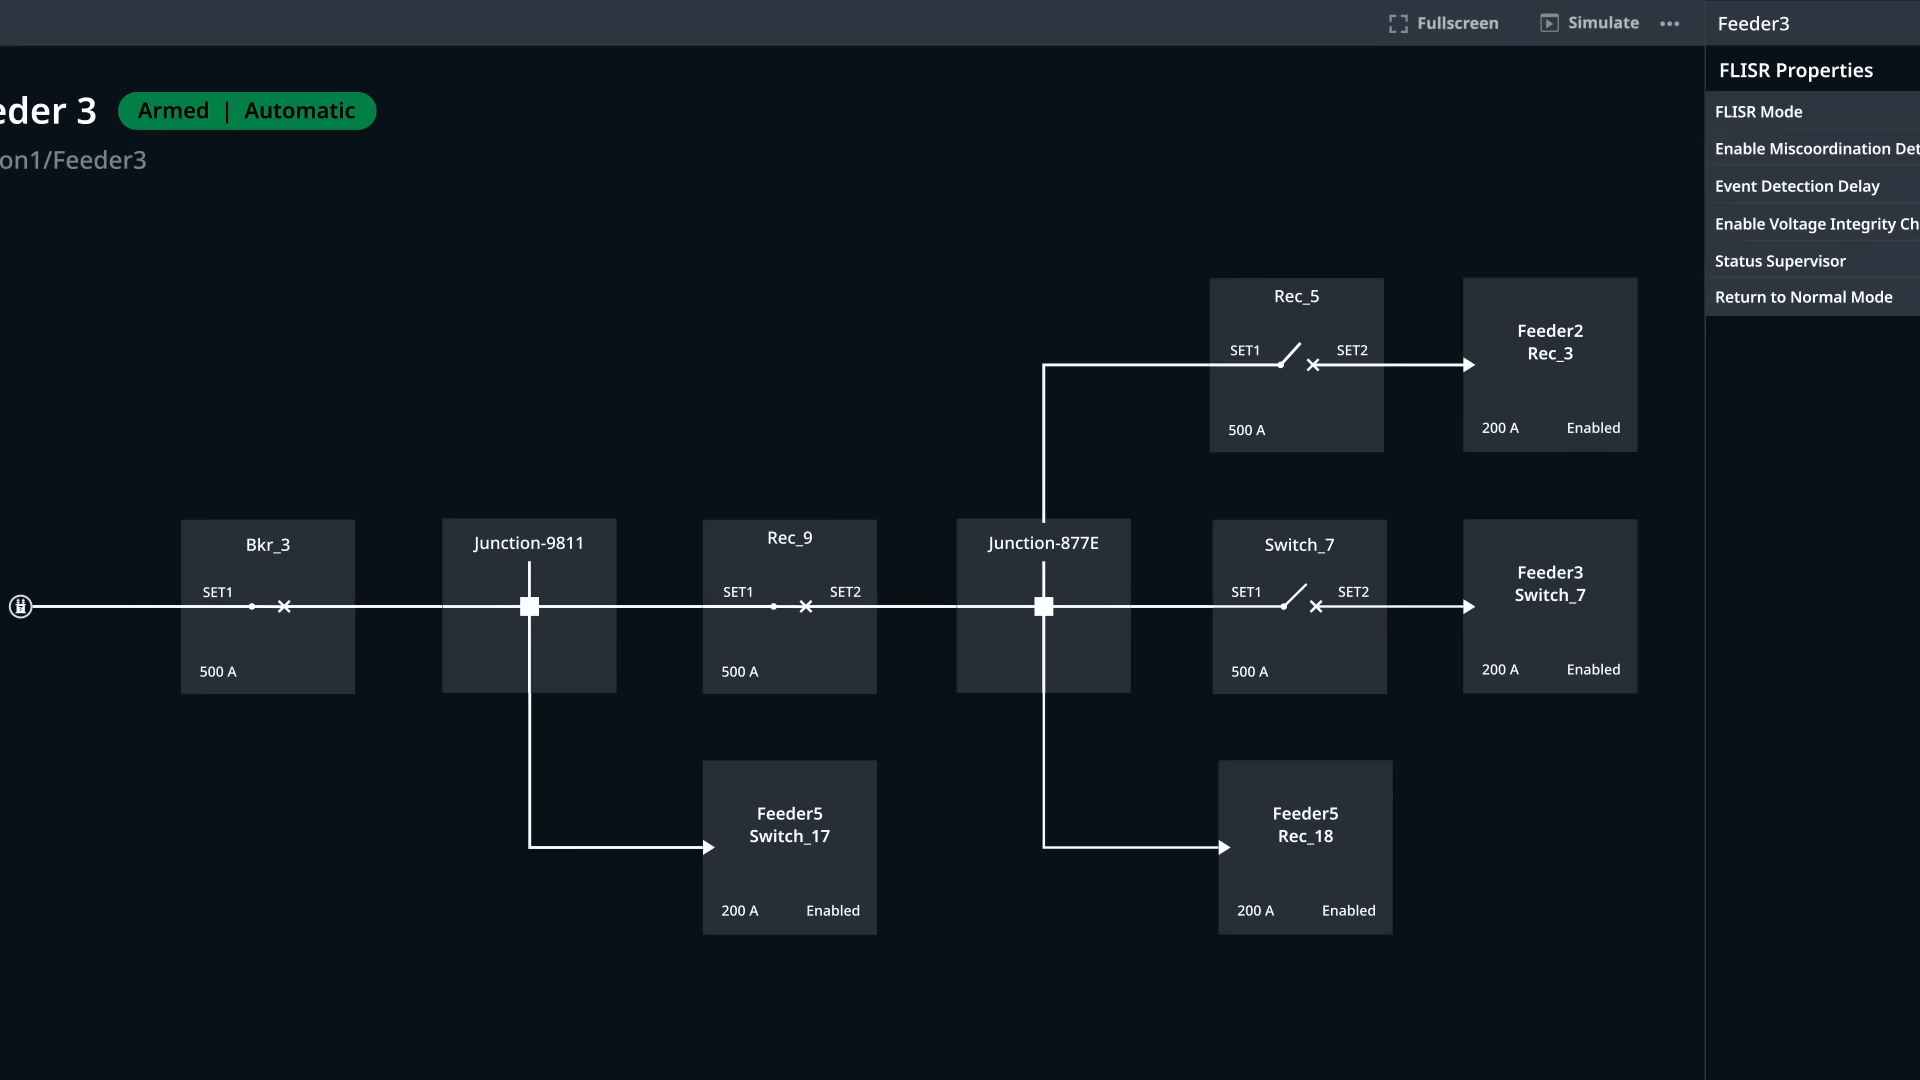 Fullscreen
Simulate
Feeder3
FLISR Properties
eder 3
Armed | Automatic
on1/Feeder3
FLISR Mode
Enable Miscoordination Det
Event Detection Delay
Enable Voltage Integrity Ch
Status Supervisor
Return to Normal Mode
Rec_5
SET1 SET2
500 A
Feeder2
Rec_3
200 A Enabled
Bkr_3
SET1
500 A
Junction-9811
Rec_9
SET1 SET2
500 A
Junction-877E
Switch_7
SET1 SET2
500 A
Feeder3
Switch_7
200 A Enabled
Feeder5
Switch_17
200 A Enabled
Feeder5
Rec_18
200 A Enabled